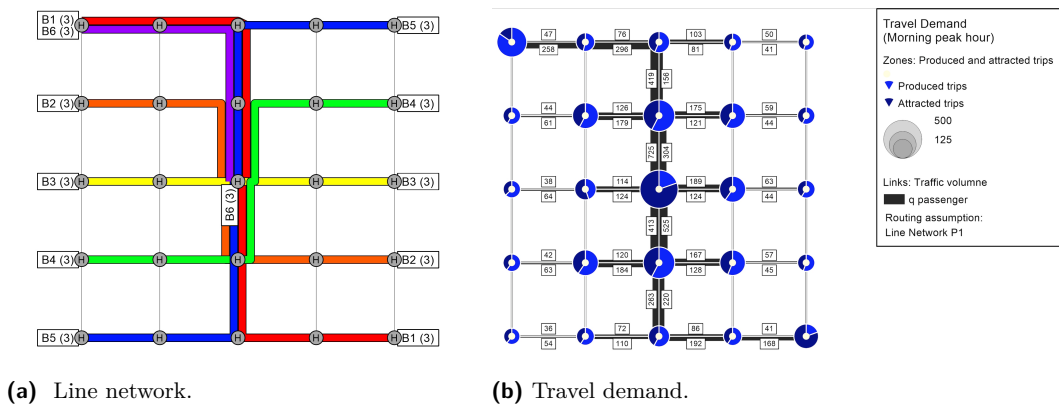 B1 (3)
B6 (3)
H H H H H
B5 (3)
B2 (3)
H H H H H
B4 (3)
B3 (3)
H H H H H
B3 (3)
B6 (3)
B4 (3)
H H H H H
B2 (3)
B5 (3)
H H H H H
B1 (3)
(a) Line network.
47 76 103 50
258 296 81 41
419 156
44 126 175 59
61 179 121 44
725 304
38 114 189 63
64 124 124 44
413 525
42 120 167 57
63 184 128 45
263 220
36 72 86 41
54 110 192 168
Travel Demand
(Morning peak hour)
Zones: Produced and attracted trips
Produced trips
Attracted trips
500
125
Links: Traffic volumne
q passenger
Routing assumption:
Line Network P1
(b) Travel demand.